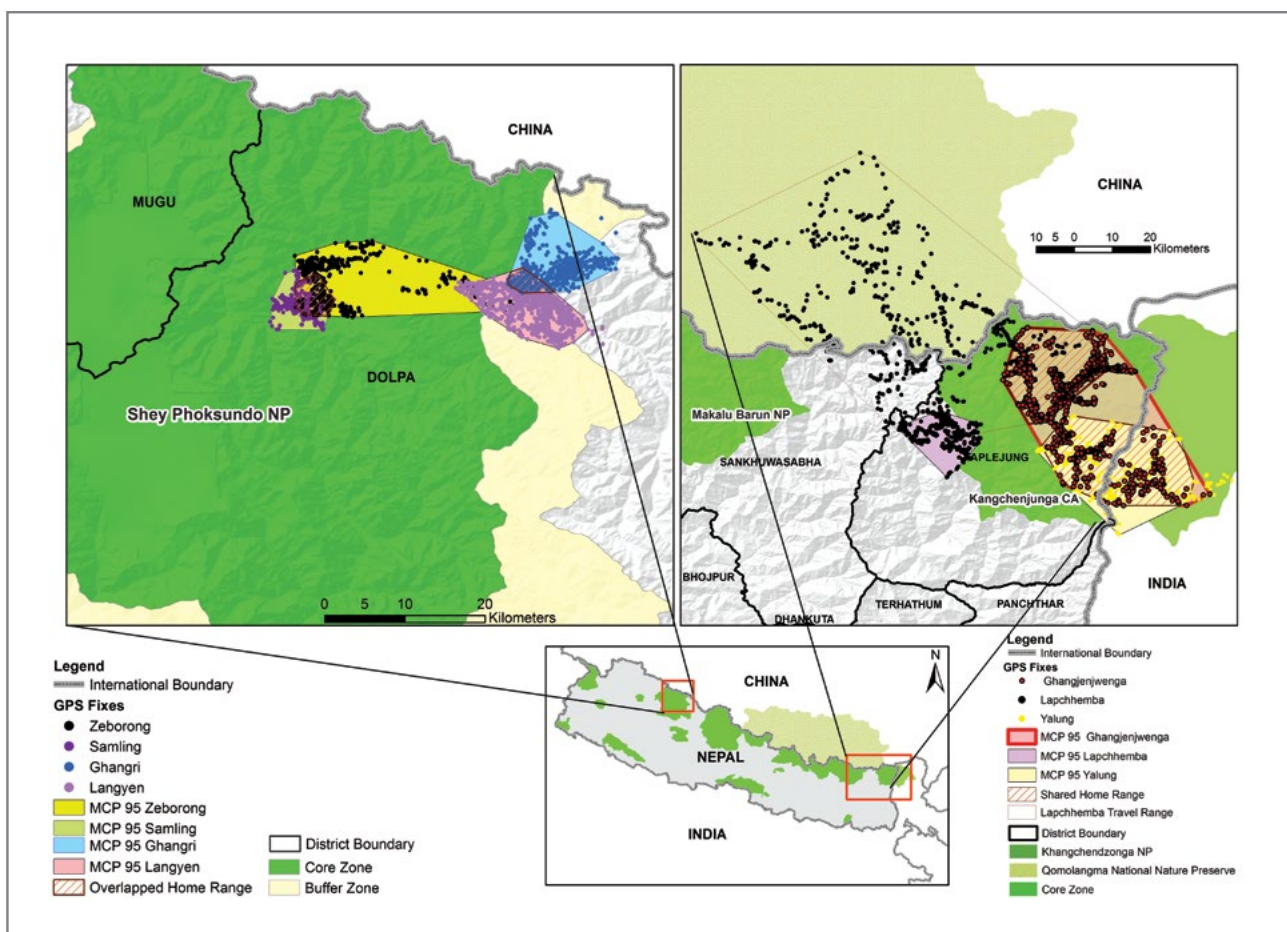 CHINA
MUGU
DOLPA
Shey Phoksundo NP
0 5 10 20
Kilometers
CHINA
10 5 0 10 20
Kilometers
Makalu Barun NP
SANKHUWASABHA
APLEJUNG
Kangchenjunga CA
INDIA
BHOJPUR
DHANKUTA
TERHATHUM
PANCHTHAR
Legend
International Boundary
GPS Fixes
Zeborong
Samling
Ghangri
Langyen
MCP 95 Zeborong
MCP 95 Samling
MCP 95 Ghangri
MCP 95 Langyen
Overlapped Home Range
District Boundary
Core Zone
Buffer Zone
N
CHINA
NEPAL
INDIA
Legend
International Boundary
GPS Fixes
Ghangjenjwenga
Lapchhemba
Yalung
MCP 95 Ghangjenjwenga
MCP 95 Lapchhemba
MCP 95 Yalung
Shared Home Range
Lapchhemba Travel Range
District Boundary
Khangchendzonga NP
Qomolangma National Nature Preserve
Core Zone